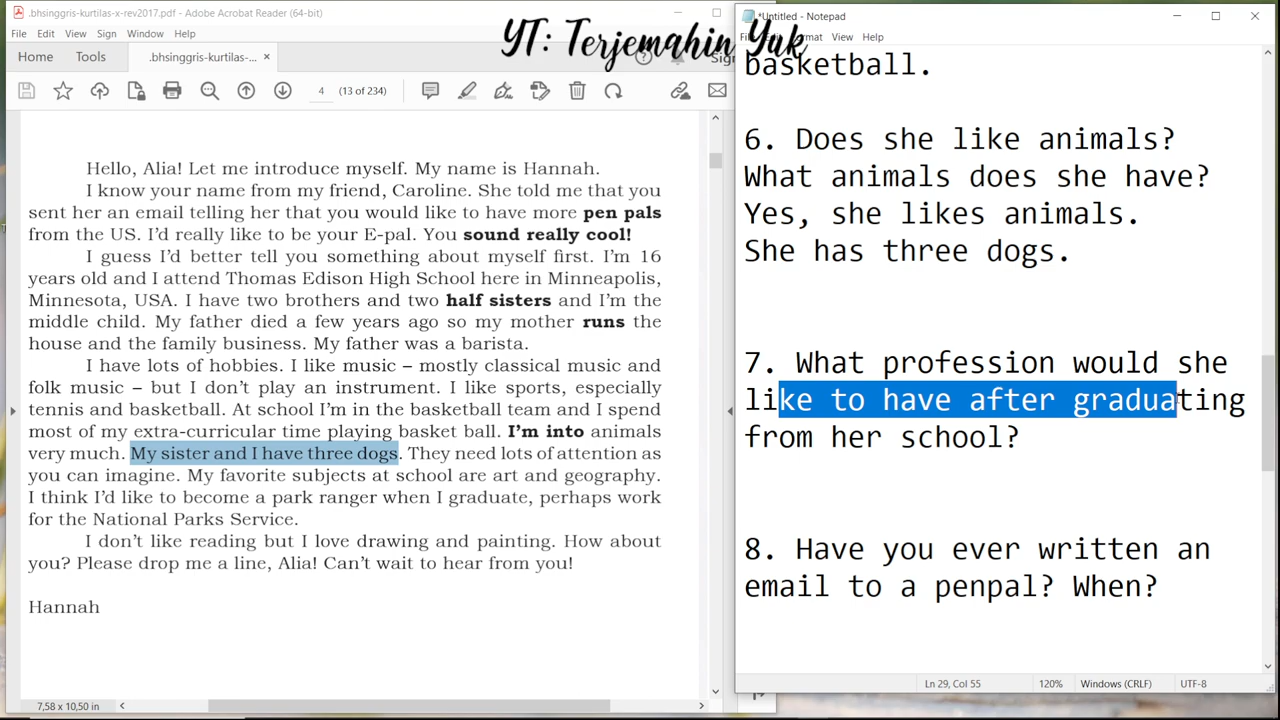 .bhsinggris-kurtilas-x-rev2017.pdf - Adobe Acrobat Reader (64-bit)
File Edit View Sign Window Help
Home Tools .bhsinggris-kurtilas-... × Sign
4 (13 of 234)
Hello, Alia! Let me introduce myself. My name is Hannah.
I know your name from my friend, Caroline. She told me that you
sent her an email telling her that you would like to have more pen pals
from the US. I'd really like to be your E-pal. You sound really cool!
I guess I'd better tell you something about myself first. I'm 16
years old and I attend Thomas Edison High School here in Minneapolis,
Minnesota, USA. I have two brothers and two half sisters and I'm the
middle child. My father died a few years ago so my mother runs the
house and the family business. My father was a barista.
I have lots of hobbies. I like music – mostly classical music and
folk music – but I don't play an instrument. I like sports, especially
tennis and basketball. At school I'm in the basketball team and I spend
most of my extra-curricular time playing basket ball. I'm into animals
very much. My sister and I have three dogs. They need lots of attention as
you can imagine. My favorite subjects at school are art and geography.
I think I'd like to become a park ranger when I graduate, perhaps work
for the National Parks Service.
I don't like reading but I love drawing and painting. How about
you? Please drop me a line, Alia! Can't wait to hear from you!
Hannah
7,58 x 10,50 in
YT: Terjemahin Yuk
*Untitled - Notepad
File Edit Format View Help
basketball.
6. Does she like animals?
What animals does she have?
Yes, she likes animals.
She has three dogs.
7. What profession would she
like to have after graduating
from her school?
8. Have you ever written an
email to a penpal? When?
Ln 29, Col 55 120% Windows (CRLF) UTF-8